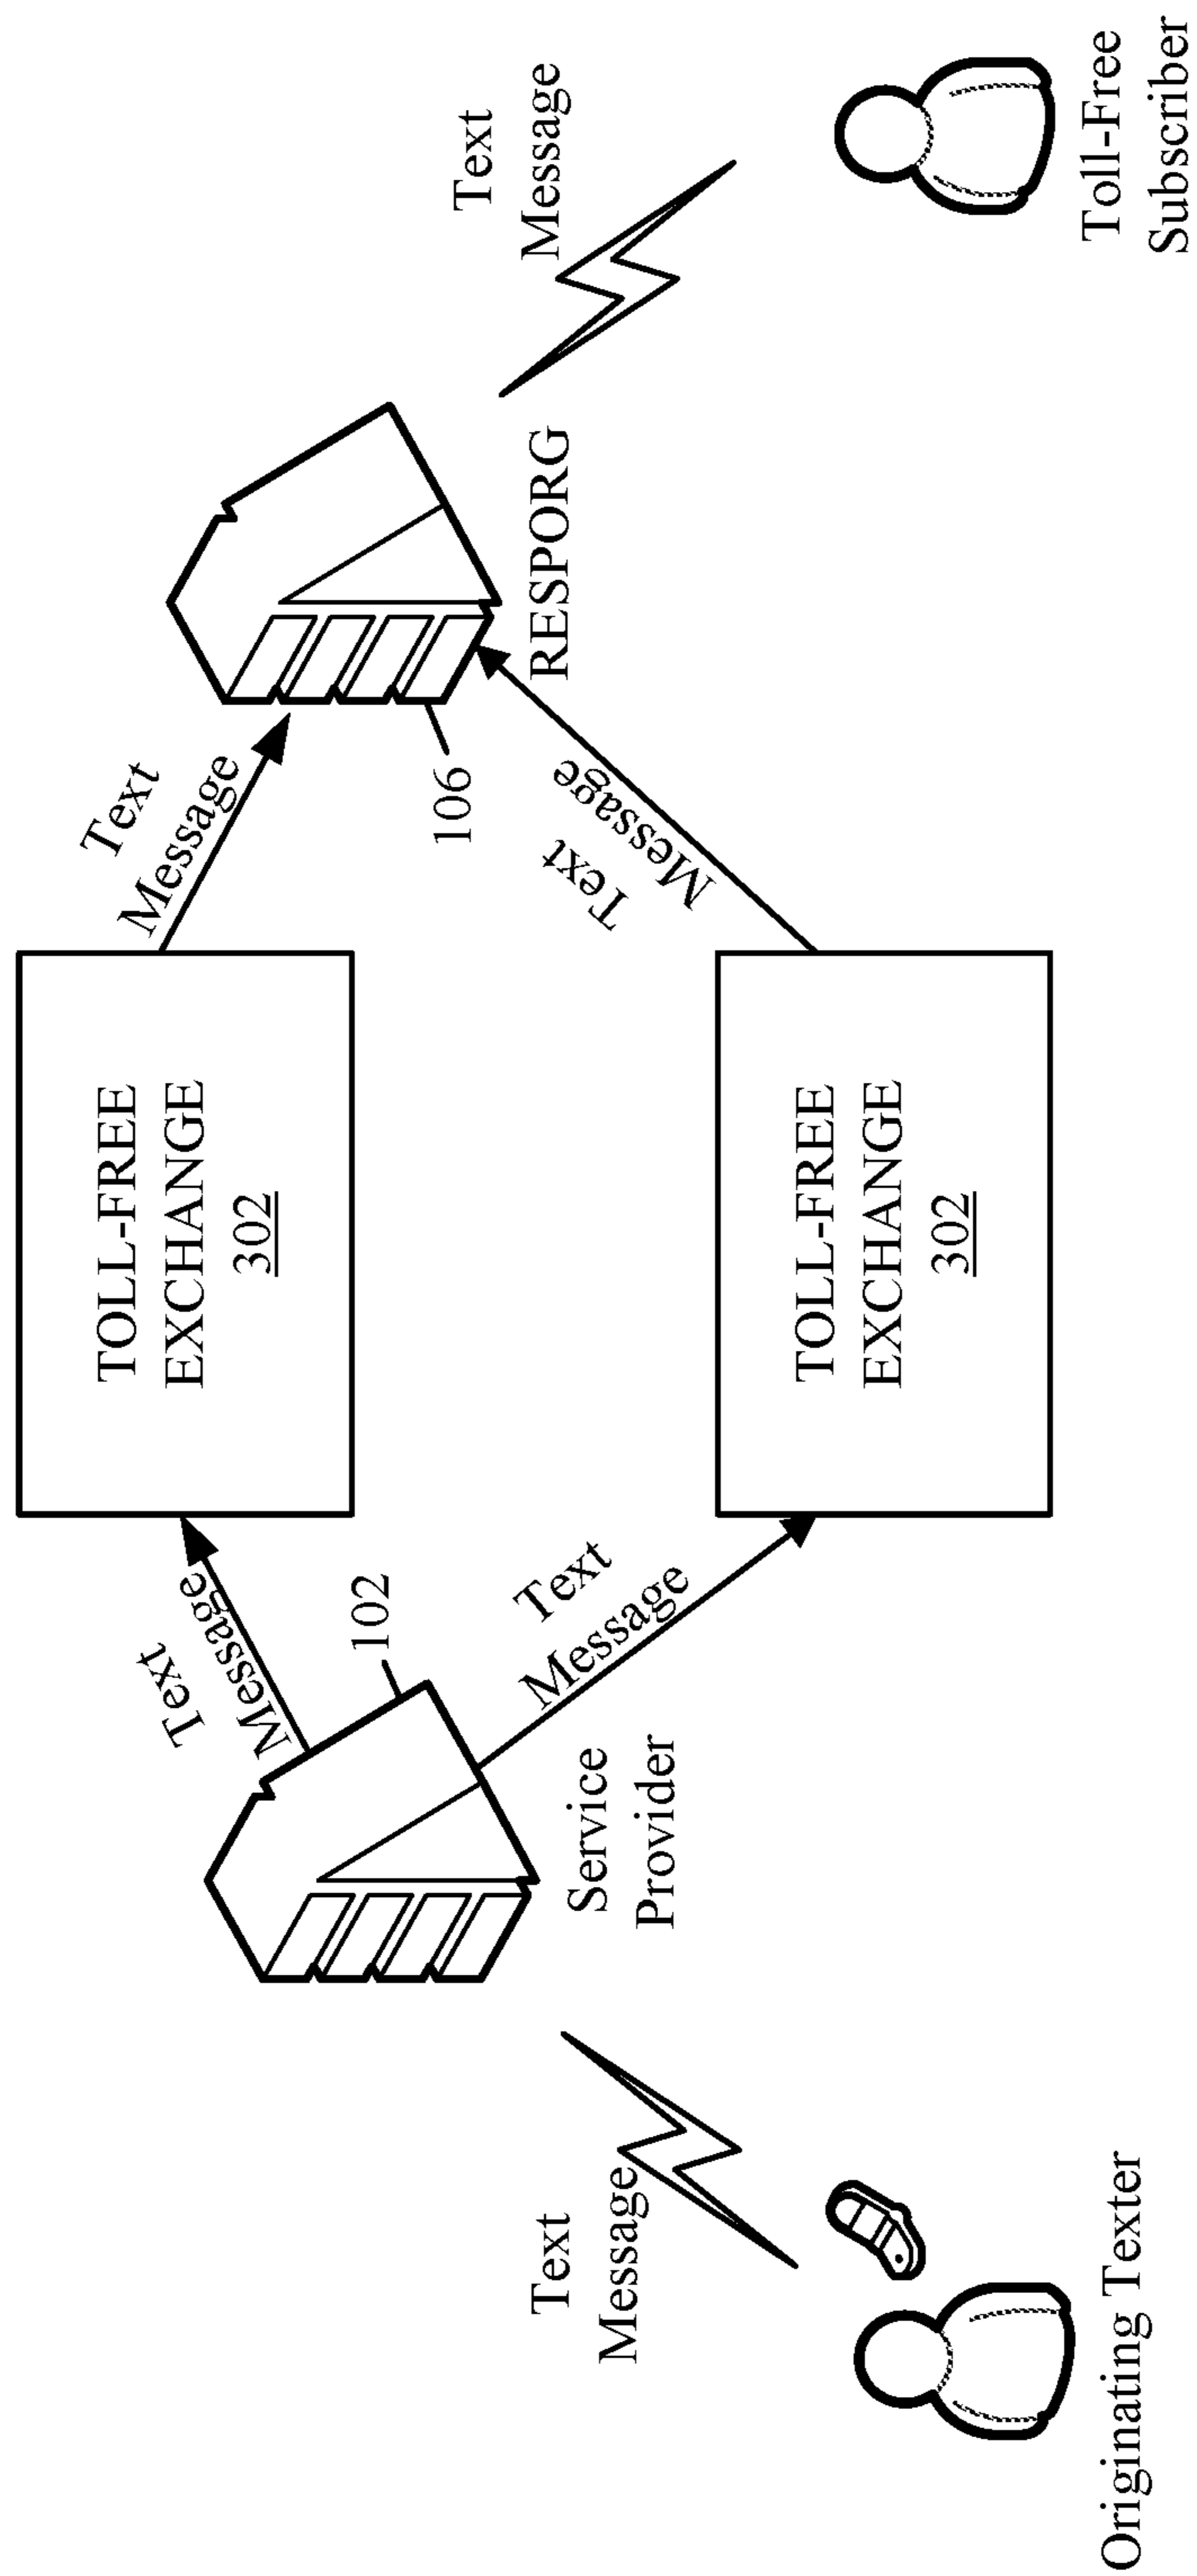 Originating Texter
Text
Message
Service
Provider
102
Text
Message
Text
Message
TOLL-FREE
EXCHANGE
302
TOLL-FREE
EXCHANGE
302
Text
Message
Text
Message
106
RESPORG
Text
Message
Toll-Free
Subscriber